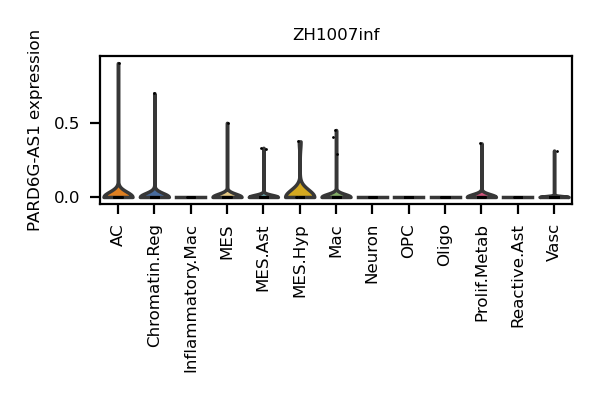 ZH1007inf
PARD6G-AS1 expression
0.5
0.0
AC
Chromatin.Reg
Inflammatory.Mac
MES
MES.Ast
MES.Hyp
Mac
Neuron
OPC
Oligo
Prolif.Metab
Reactive.Ast
Vasc